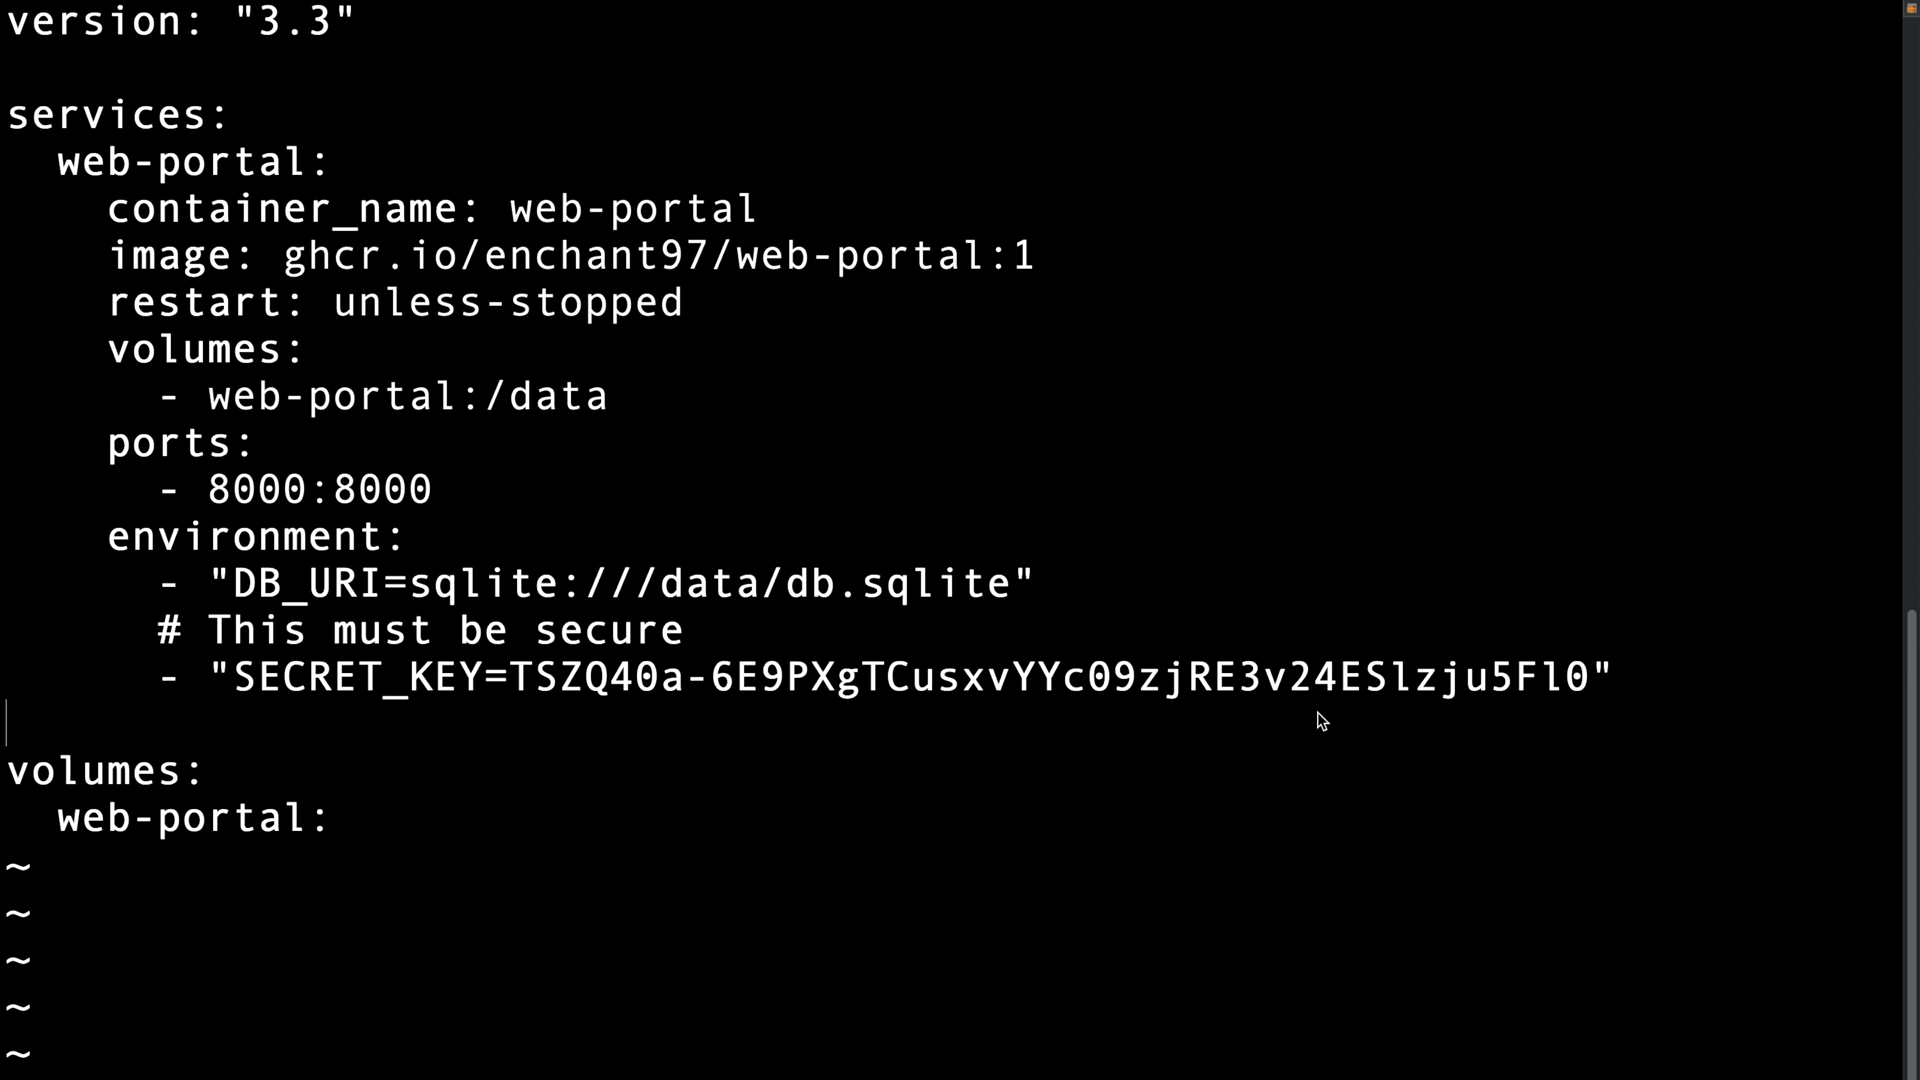 version: "3.3"

services:
  web-portal:
    container_name: web-portal
    image: ghcr.io/enchant97/web-portal:1
    restart: unless-stopped
    volumes:
      - web-portal:/data
    ports:
      - 8000:8000
    environment:
      - "DB_URI=sqlite:///data/db.sqlite"
      # This must be secure
      - "SECRET_KEY=TSZQ40a-6E9PXgTCusxvYYc09zjRE3v24ESlzju5Fl0"

volumes:
  web-portal:
~
~
~
~
~